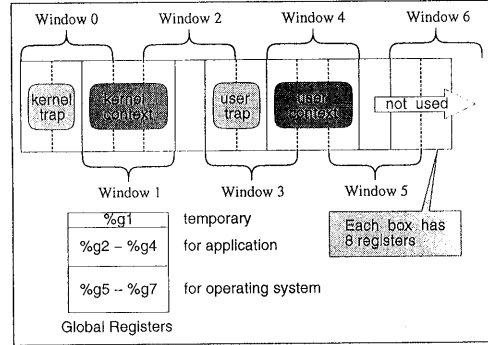 Window 0
Window 2
Window 4
Window 6
kernel trap
kernel context
user trap
user context
not used
Window 1
Window 3
Window 5
%g1
temporary
%g2 – %g4
for application
%g5 – %g7
for operating system
Global Registers
Each box has
8 registers